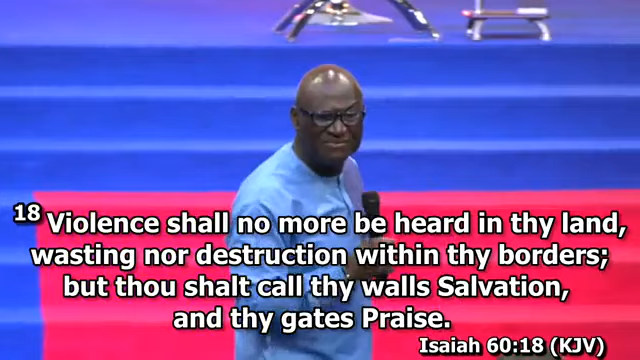 18 Violence shall no more be heard in thy land,
wasting nor destruction within thy borders;
but thou shalt call thy walls Salvation,
and thy gates Praise.
Isaiah 60:18 (KJV)